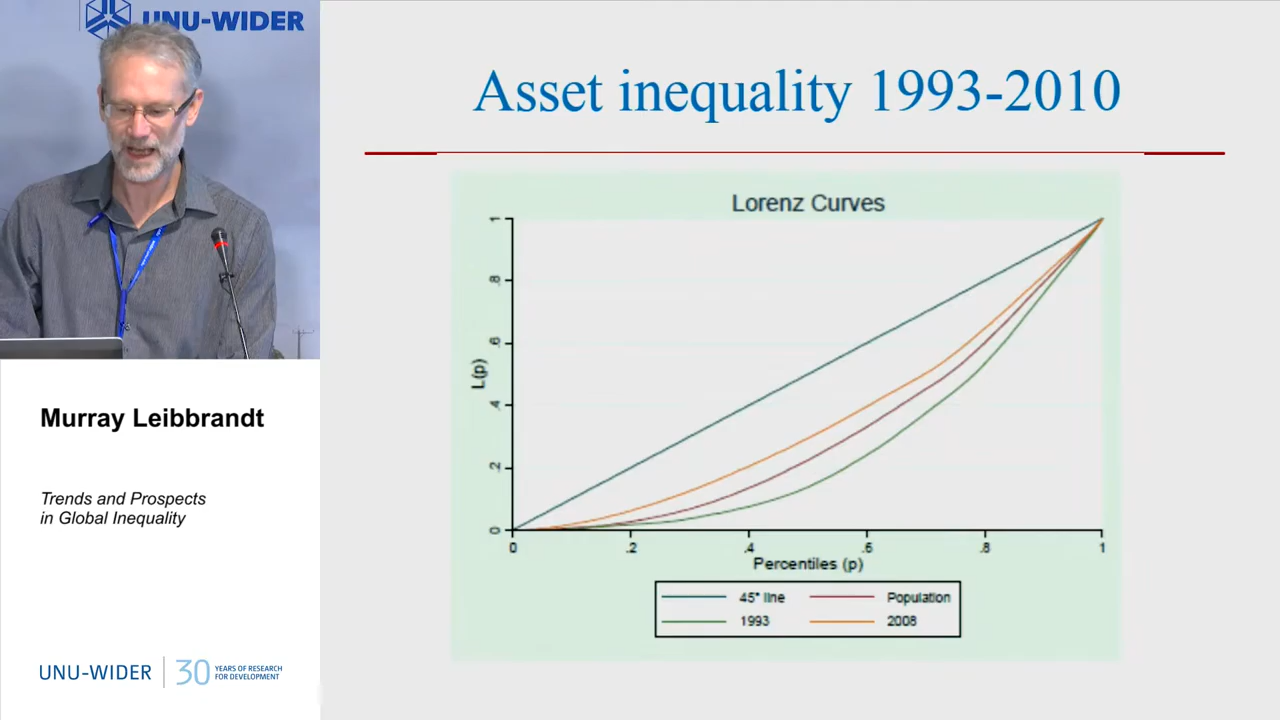 UNU-WIDER
Asset inequality 1993-2010
Lorenz Curves
1
.8
.6
.4
.2
0
L(p)
0 .2 .4 .6 .8 1
Percentiles (p)
45° line Population
1993 2008
Murray Leibbrandt
Trends and Prospects
in Global Inequality
UNU-WIDER
30 YEARS OF RESEARCH
FOR DEVELOPMENT